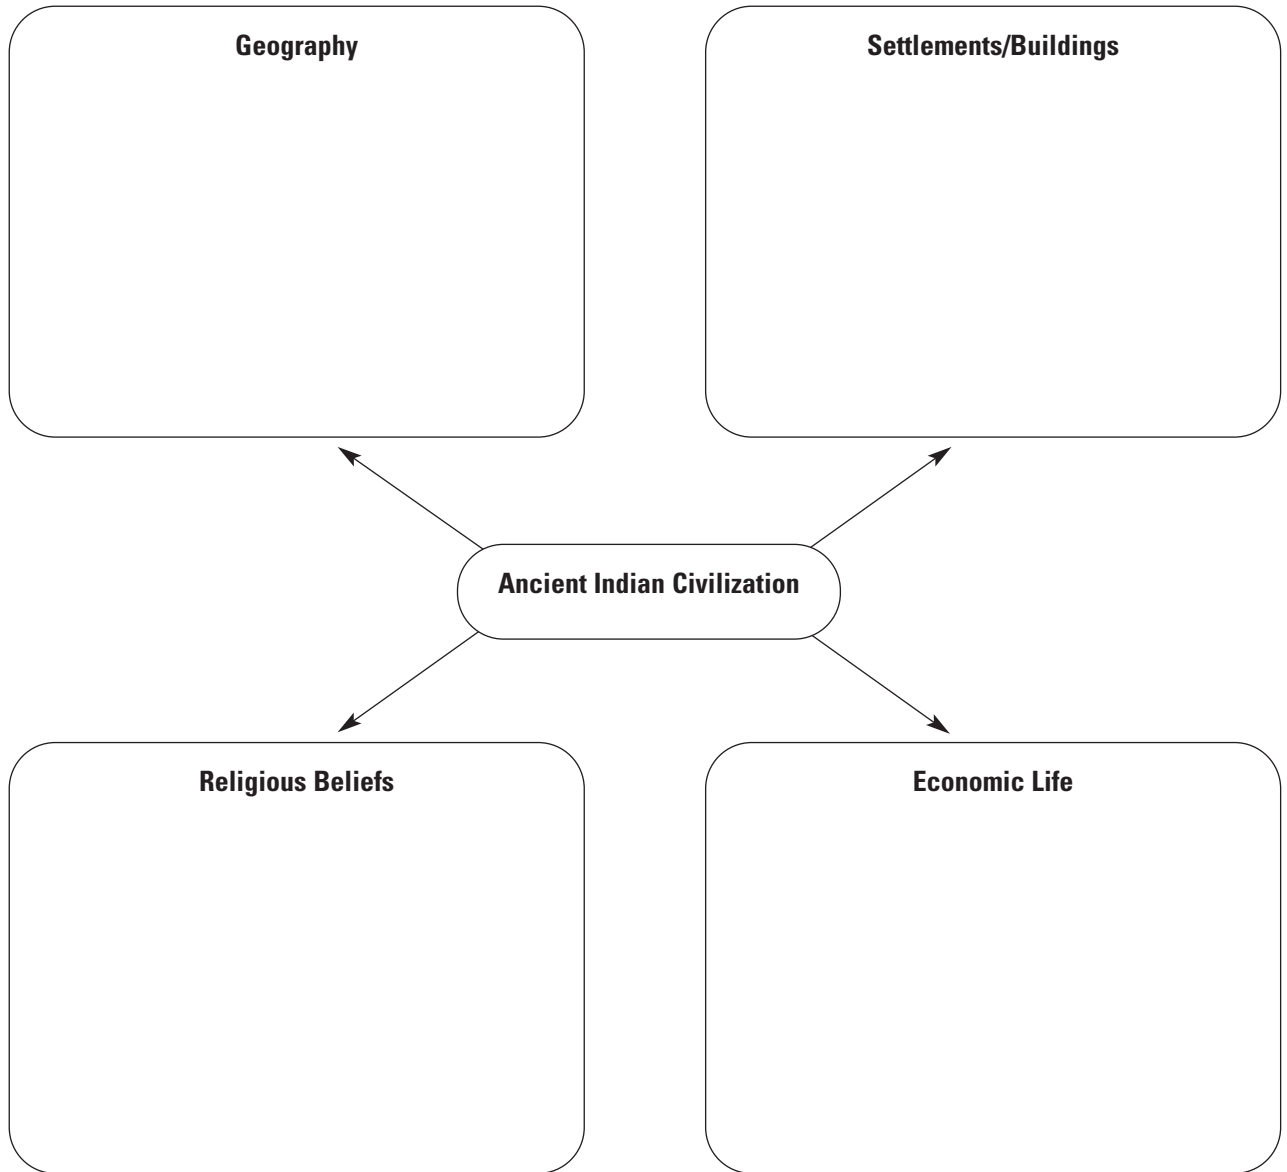 Geography
Settlements/Buildings
Ancient Indian Civilization
Religious Beliefs
Economic Life